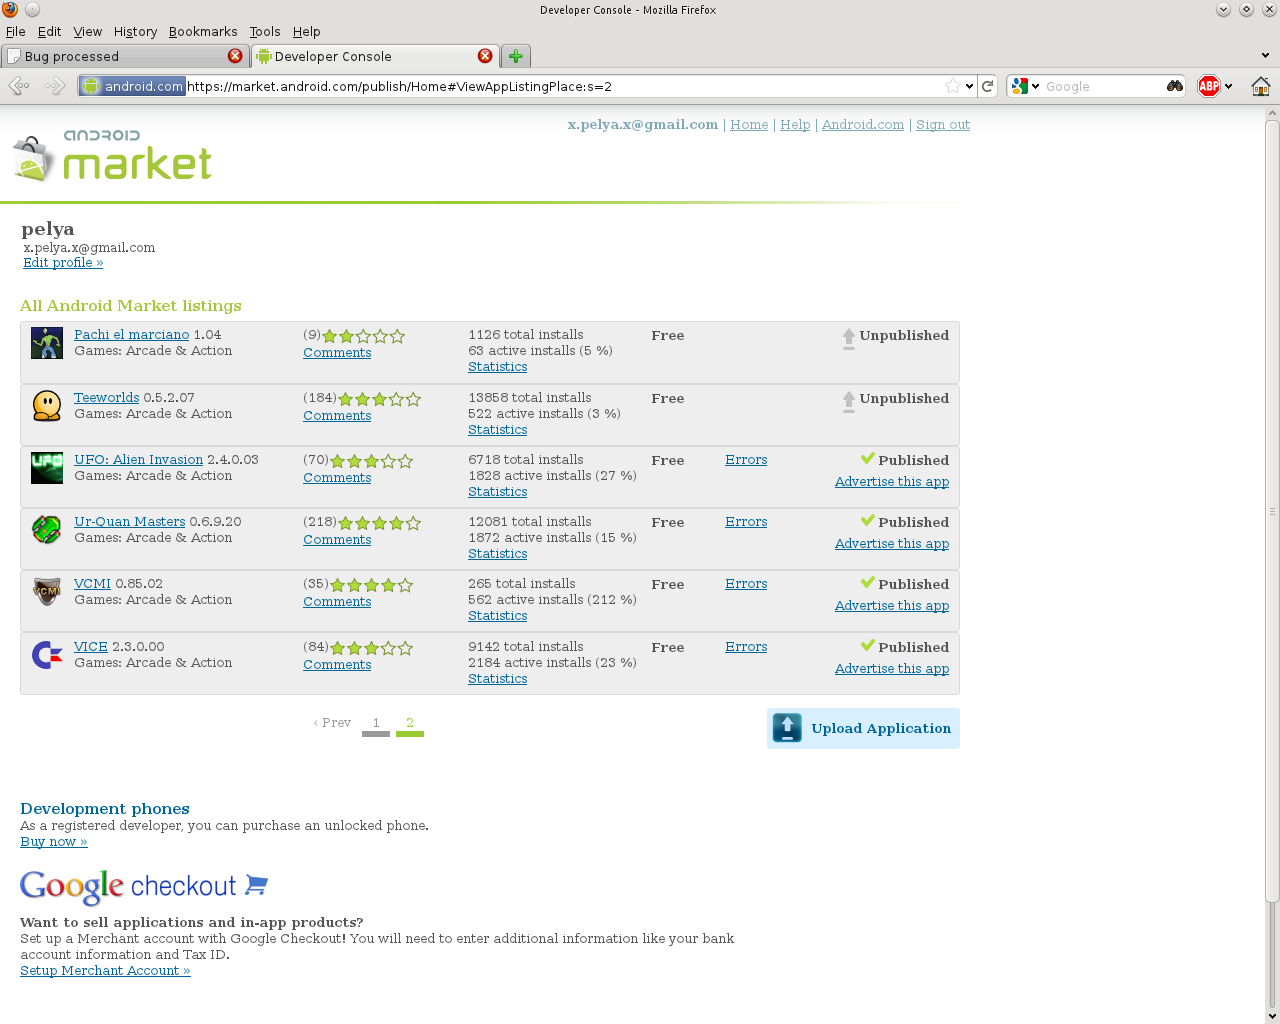 Developer Console - Mozilla Firefox
File Edit View History Bookmarks Tools Help
Bug processed Developer Console
android.com https://market.android.com/publish/Home#ViewAppListingPlace:s=2 Google ABP
x.pelya.x@gmail.com | Home | Help | Android.com | Sign out
ANDROID
market
pelya
x.pelya.x@gmail.com
Edit profile »
All Android Market listings
Pachi el marciano 1.04 (9) 1126 total installs Free Unpublished
Games: Arcade & Action Comments 63 active installs (5 %)
Statistics
Teeworlds 0.5.2.07 (184) 13858 total installs Free Unpublished
Games: Arcade & Action Comments 522 active installs (3 %)
Statistics
UFO UFO: Alien Invasion 2.4.0.03 (70) 6718 total installs Free Errors Published
Games: Arcade & Action Comments 1828 active installs (27 %) Advertise this app
Statistics
Ur-Quan Masters 0.6.9.20 (218) 12081 total installs Free Errors Published
Games: Arcade & Action Comments 1872 active installs (15 %) Advertise this app
Statistics
VCMI VCMI 0.85.02 (35) 265 total installs Free Errors Published
Games: Arcade & Action Comments 562 active installs (212 %) Advertise this app
Statistics
VICE 2.3.0.00 (84) 9142 total installs Free Errors Published
Games: Arcade & Action Comments 2184 active installs (23 %) Advertise this app
Statistics
‹ Prev 1 2 Upload Application
Development phones
As a registered developer, you can purchase an unlocked phone.
Buy now »
Google checkout
Want to sell applications and in-app products?
Set up a Merchant account with Google Checkout! You will need to enter additional information like your bank
account information and Tax ID.
Setup Merchant Account »